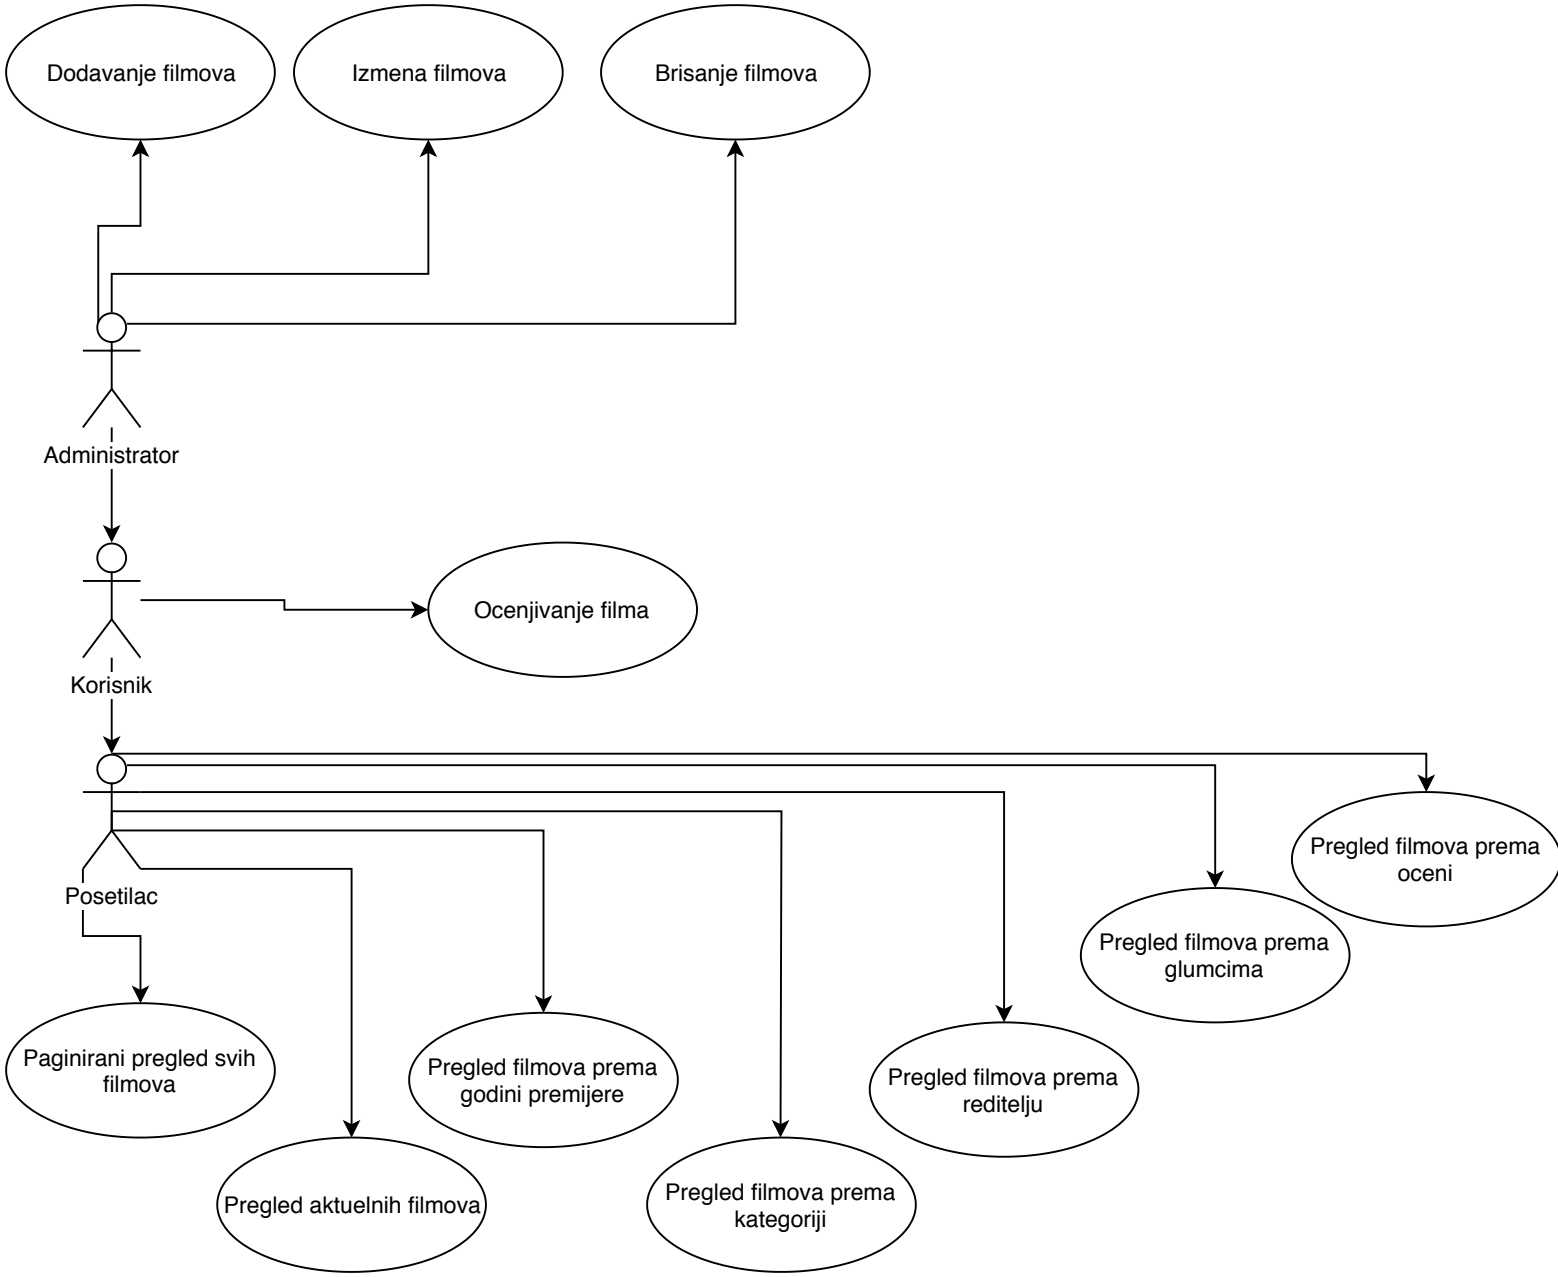 Dodavanje filmova
Izmena filmova
Brisanje filmova
Administrator
Ocenjivanje filma
Korisnik
Pregled filmova prema
oceni
Posetilac
Pregled filmova prema
glumcima
Paginirani pregled svih
filmova
Pregled filmova prema
godini premijere
Pregled filmova prema
reditelju
Pregled aktuelnih filmova
Pregled filmova prema
kategoriji